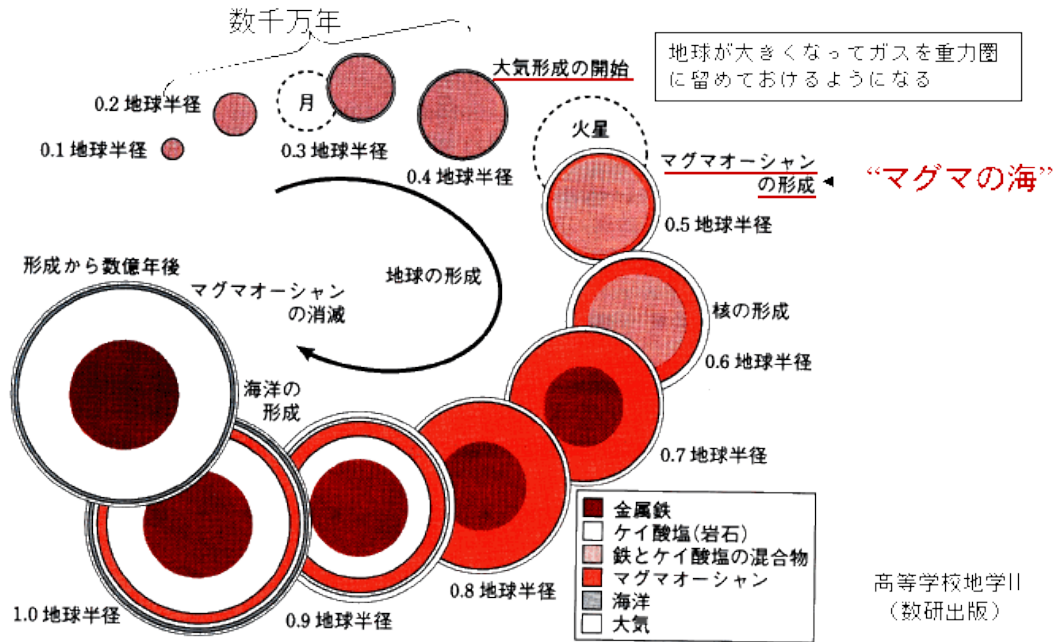 数千万年
大気形成の開始
地球が大きくなってガスを重力圏
に留めておけるようになる
0.2 地球半径
月
火星
0.1 地球半径
0.3 地球半径
0.4 地球半径
マグマオーシャン
の形成
“マグマの海”
0.5 地球半径
形成から数億年後
マグマオーシャン
の消滅
地球の形成
核の形成
0.6 地球半径
海洋の
形成
0.7 地球半径
0.8 地球半径
0.9 地球半径
1.0 地球半径
金属鉄
ケイ酸塩(岩石)
鉄とケイ酸塩の混合物
マグマオーシャン
海洋
大気
高等学校地学II
(数研出版)